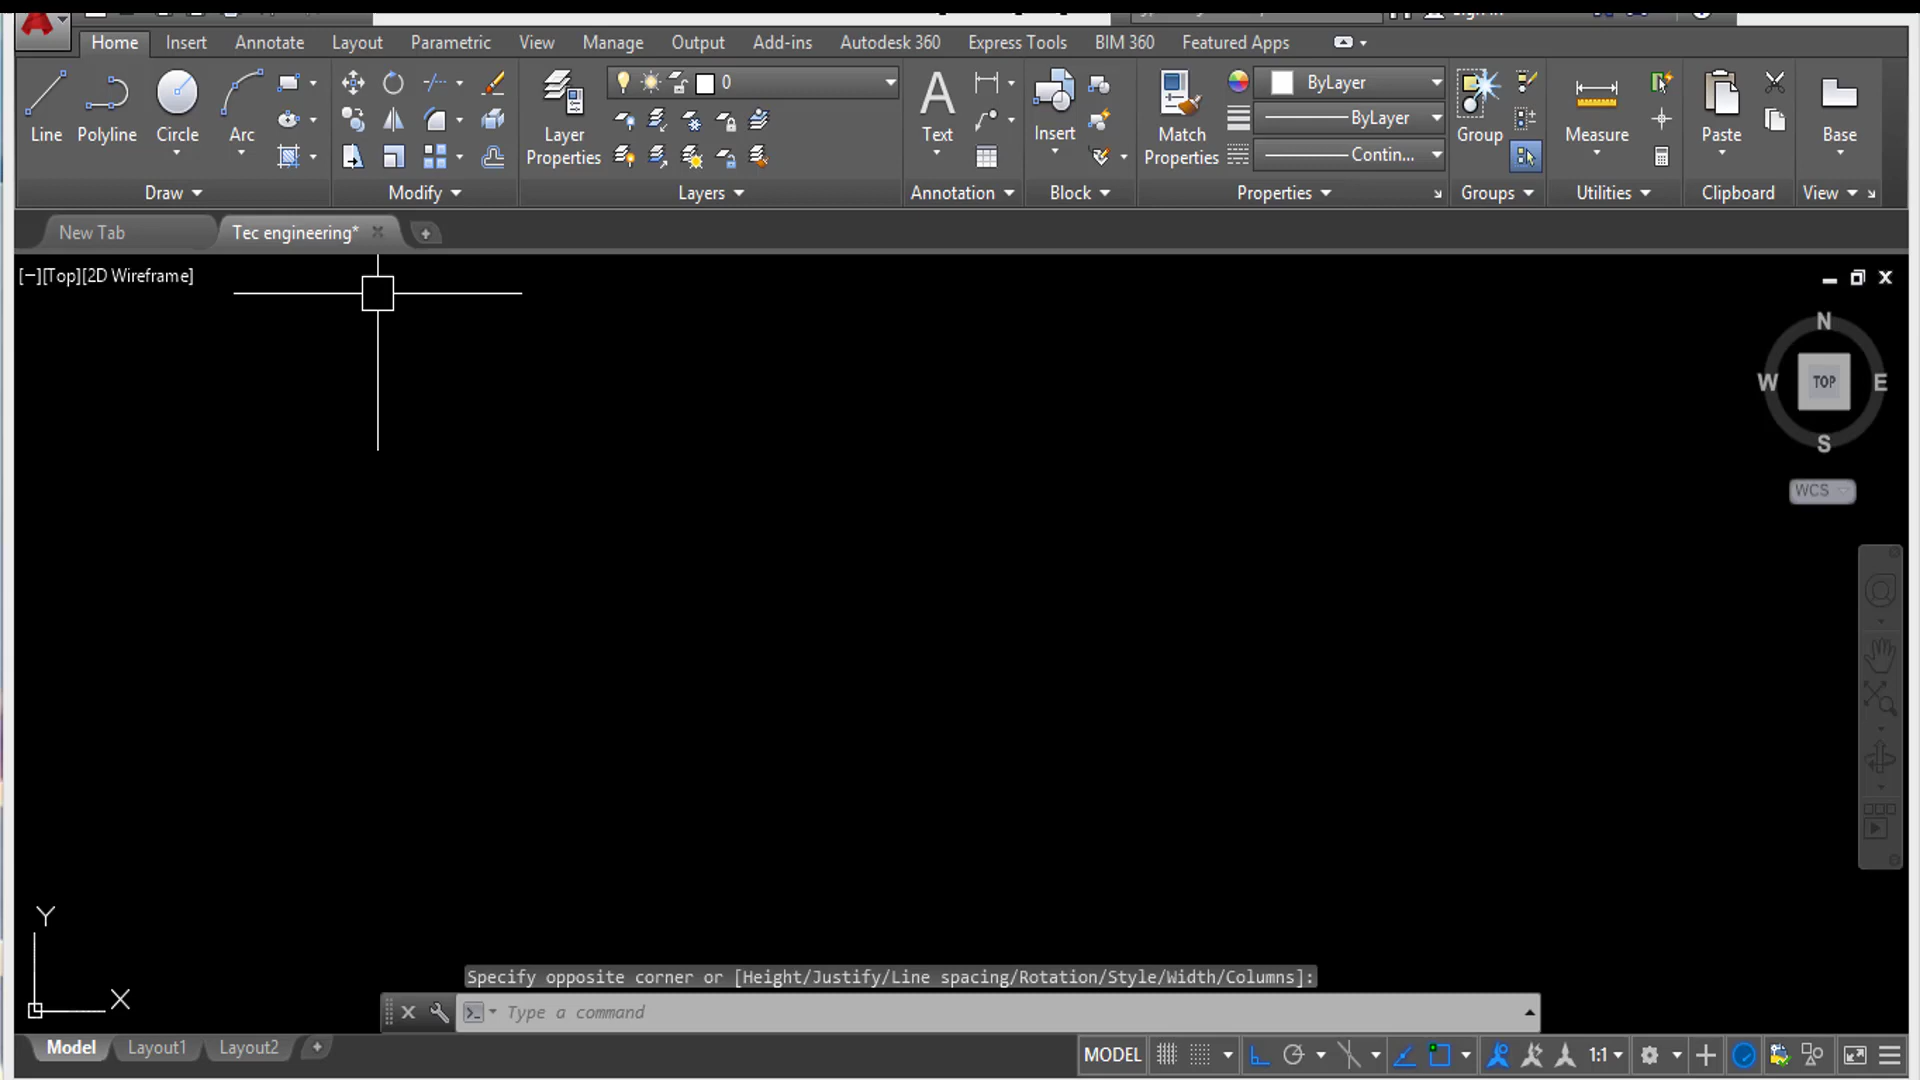 Home Insert Annotate Layout Parametric View Manage Output Add-ins Autodesk 360 Express Tools BIM 360 Featured Apps
Line Polyline Circle Arc
Layer Properties
0
Text
Insert
Match Properties
ByLayer
ByLayer
Contin...
Group
Measure
Paste
Base
Draw Modify Layers Annotation Block Properties Groups Utilities Clipboard View
New Tab Tec engineering*
[−][Top][2D Wireframe]
N
W TOP E
S
WCS
Y
X
Specify opposite corner or [Height/Justify/Line spacing/Rotation/Style/Width/Columns]:
Type a command
Model Layout1 Layout2
MODEL 1:1